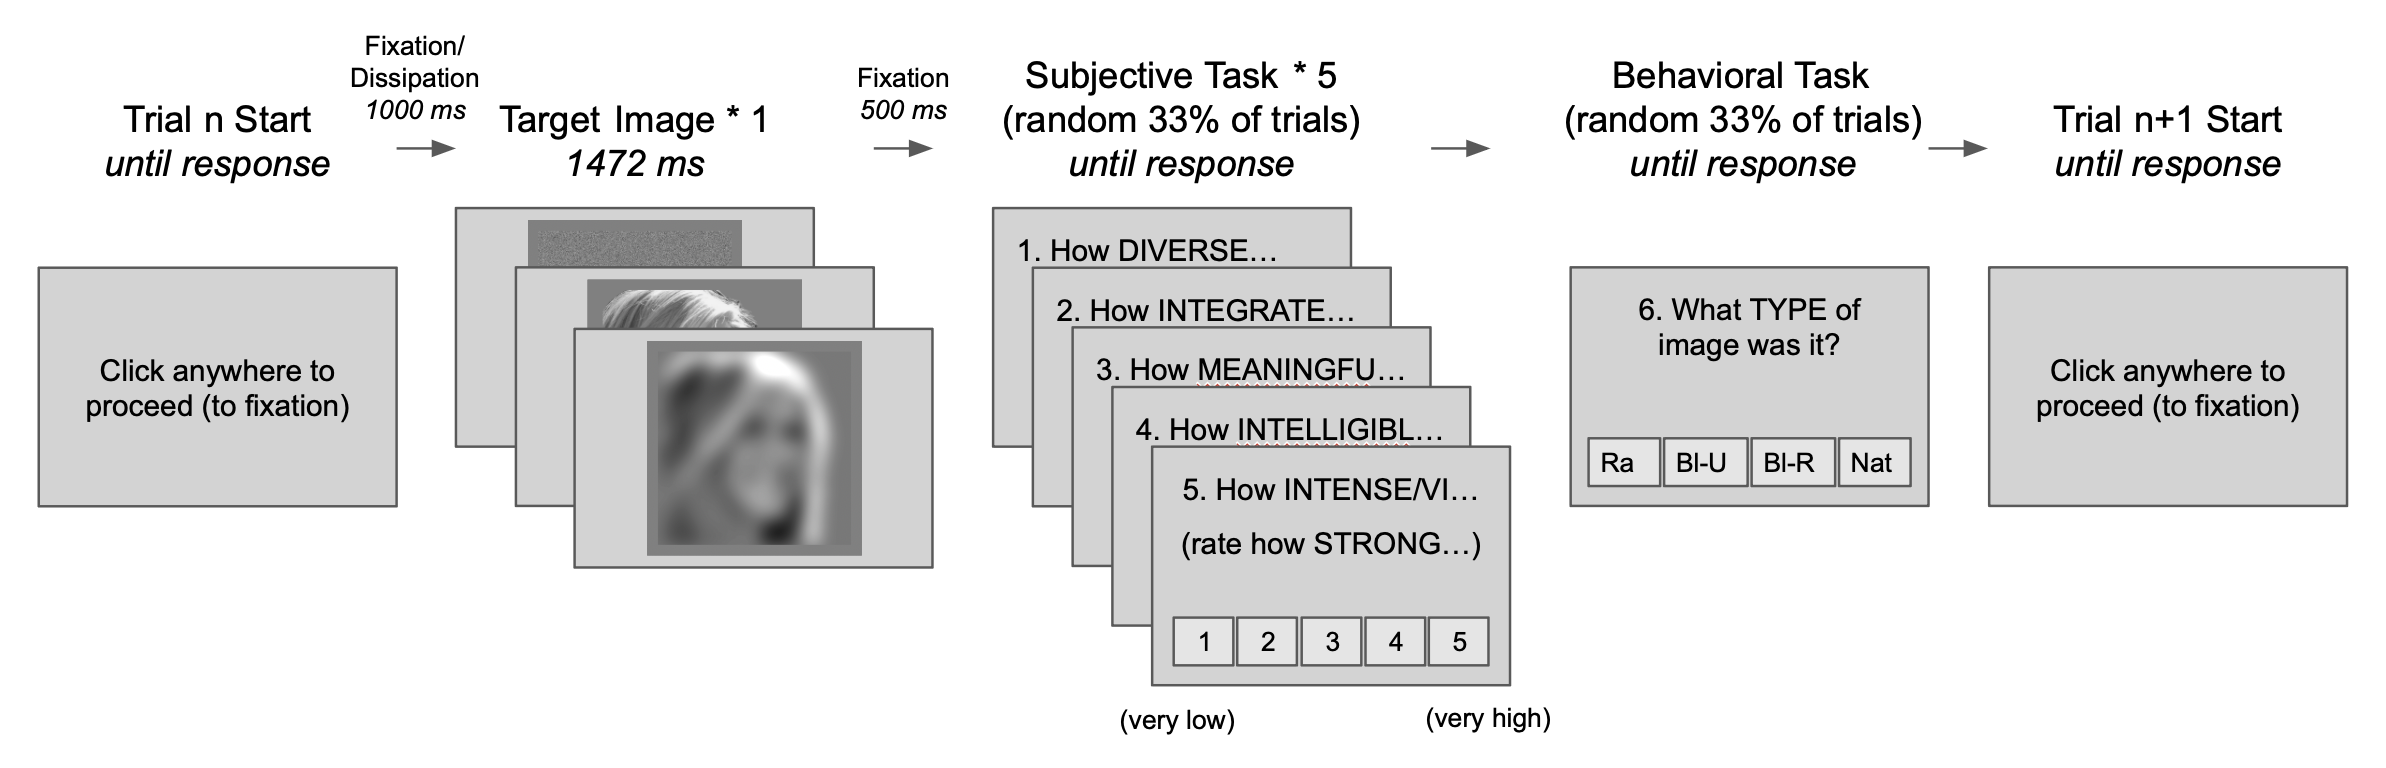 Trial n Start
until response
Click anywhere to
proceed (to fixation)
Fixation/
Dissipation
1000 ms
Target Image * 1
1472 ms
Fixation
500 ms
Subjective Task * 5
(random 33% of trials)
until response
1. How DIVERSE…
2. How INTEGRATE…
3. How MEANINGFU…
4. How INTELLIGIBL…
5. How INTENSE/VI…
(rate how STRONG…)
1 2 3 4 5
(very low) (very high)
Behavioral Task
(random 33% of trials)
until response
6. What TYPE of
image was it?
Ra Bl-U Bl-R Nat
Trial n+1 Start
until response
Click anywhere to
proceed (to fixation)